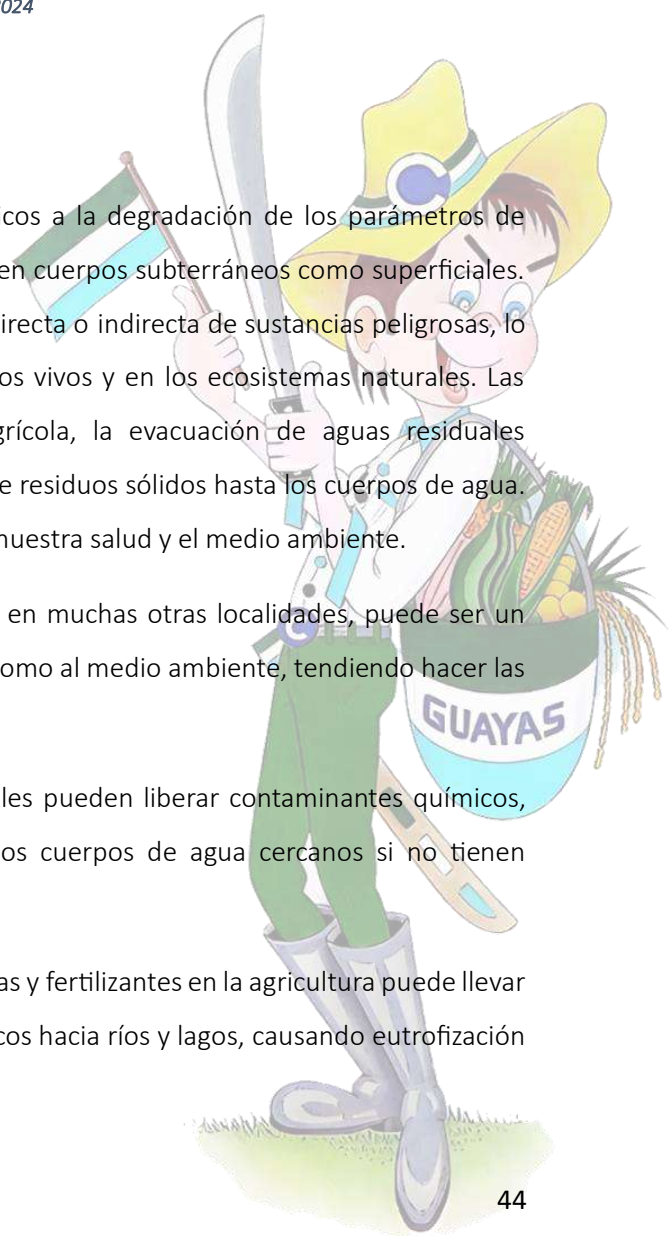 2024
icos a la degradación de los parámetros de
en cuerpos subterráneos como superficiales.
directa o indirecta de sustancias peligrosas, lo
os vivos y en los ecosistemas naturales. Las
grícola, la evacuación de aguas residuales
e residuos sólidos hasta los cuerpos de agua.
nuestra salud y el medio ambiente.
en muchas otras localidades, puede ser un
como al medio ambiente, tendiendo hacer las
GUAYAS
les pueden liberar contaminantes químicos,
os cuerpos de agua cercanos si no tienen
as y fertilizantes en la agricultura puede llevar
cos hacia ríos y lagos, causando eutrofización
44